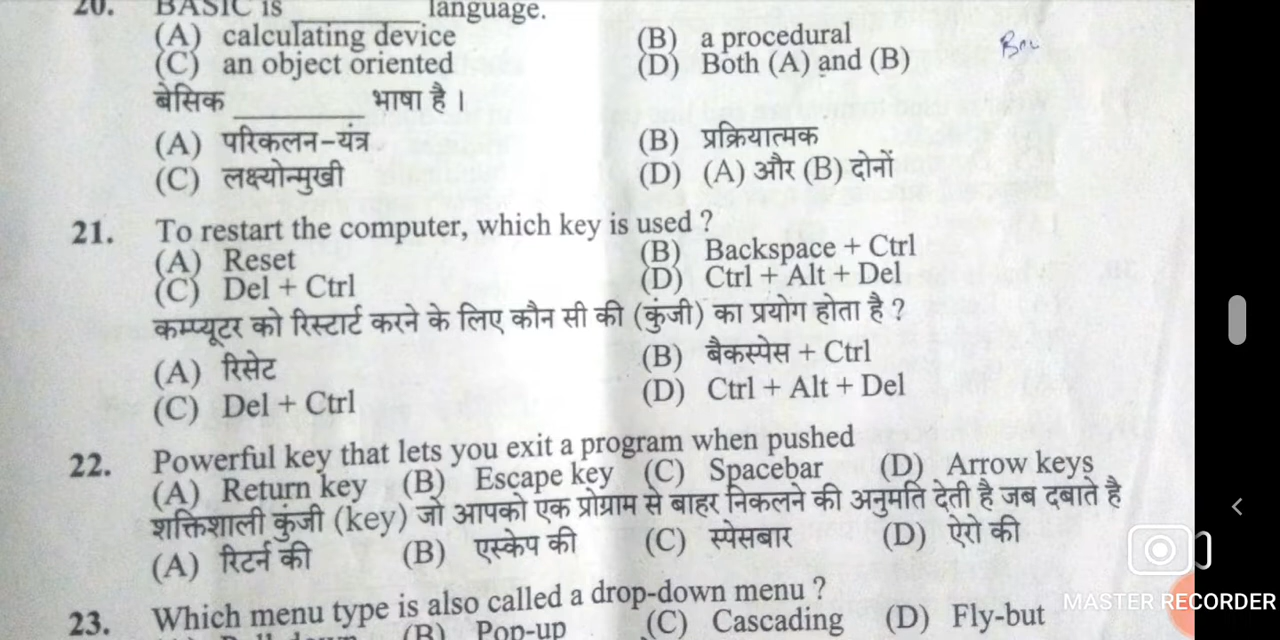 20. BASIC is ________ language.
(A) calculating device (B) a procedural
(C) an object oriented (D) Both (A) and (B)
बेसिक ________ भाषा है ।
(A) परिकलन-यंत्र (B) प्रक्रियात्मक
(C) लक्ष्योन्मुखी (D) (A) और (B) दोनों
21. To restart the computer, which key is used ?
(A) Reset (B) Backspace + Ctrl
(C) Del + Ctrl (D) Ctrl + Alt + Del
कम्प्यूटर को रिस्टार्ट करने के लिए कौन सी की (कुंजी) का प्रयोग होता है ?
(A) रिसेट (B) बैकस्पेस + Ctrl
(C) Del + Ctrl (D) Ctrl + Alt + Del
22. Powerful key that lets you exit a program when pushed
(A) Return key (B) Escape key (C) Spacebar (D) Arrow keys
शक्तिशाली कुंजी (key) जो आपको एक प्रोग्राम से बाहर निकलने की अनुमति देती है जब दबाते है
(A) रिटर्न की (B) एस्केप की (C) स्पेसबार (D) ऐरो की
23. Which menu type is also called a drop-down menu ?
(B) Pop-up (C) Cascading (D) Fly-but
MASTER RECORDER